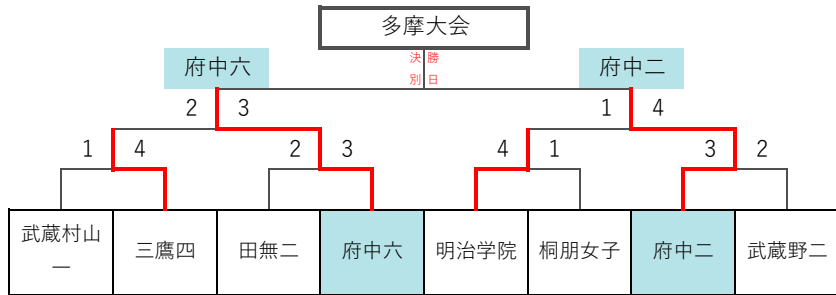 多摩大会
決 勝
別 日
府中六
府中二
2 3
1 4
1 4
2 3
4 1
3 2
武蔵村山
一
三鷹四
田無二
府中六
明治学院
桐朋女子
府中二
武蔵野二